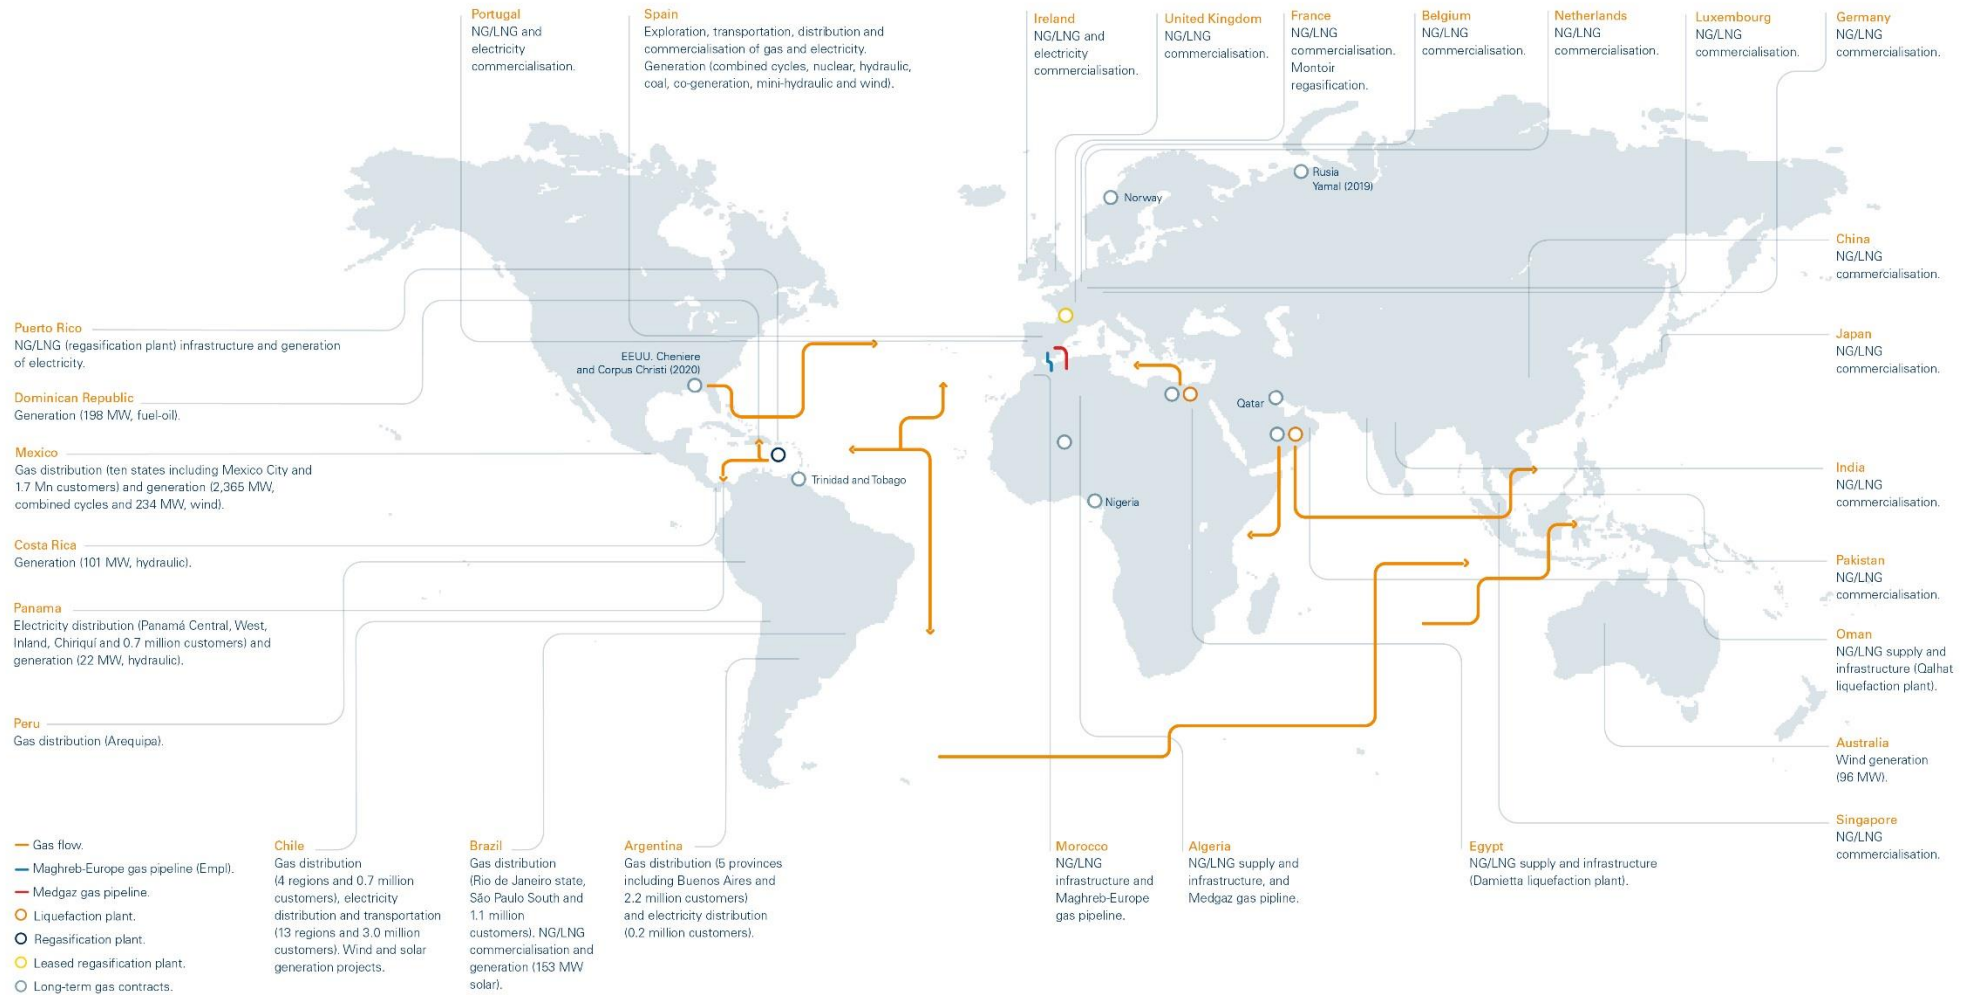 Portugal
NG/LNG and
electricity
commercialisation.
Spain
Exploration, transportation, distribution and
commercialisation of gas and electricity.
Generation (combined cycles, nuclear, hydraulic,
coal, co-generation, mini-hydraulic and wind).
Ireland
NG/LNG and
electricity
commercialisation.
United Kingdom
NG/LNG
commercialisation.
France
NG/LNG
commercialisation.
Montoir
regasification.
Belgium
NG/LNG
commercialisation.
Netherlands
NG/LNG
commercialisation.
Luxembourg
NG/LNG
commercialisation.
Germany
NG/LNG
commercialisation.
Rusia
Yamal (2019)
Norway
China
NG/LNG
commercialisation.
Puerto Rico
NG/LNG (regasification plant) infrastructure and generation
of electricity.
Japan
NG/LNG
commercialisation.
EEUU. Cheniere
and Corpus Christi (2020)
Dominican Republic
Generation (198 MW, fuel-oil).
Qatar
Mexico
Gas distribution (ten states including Mexico City and
1.7 Mn customers) and generation (2,365 MW,
combined cycles and 234 MW, wind).
Trinidad and Tobago
Nigeria
India
NG/LNG
commercialisation.
Costa Rica
Generation (101 MW, hydraulic).
Pakistan
NG/LNG
commercialisation.
Panama
Electricity distribution (Panamá Central, West,
Inland, Chiriquí and 0.7 million customers) and
generation (22 MW, hydraulic).
Oman
NG/LNG supply and
infrastructure (Qalhat
liquefaction plant).
Peru
Gas distribution (Arequipa).
Australia
Wind generation
(96 MW).
Singapore
NG/LNG
commercialisation.
Gas flow.
Maghreb-Europe gas pipeline (Empl).
Medgaz gas pipeline.
Liquefaction plant.
Regasification plant.
Leased regasification plant.
Long-term gas contracts.
Chile
Gas distribution
(4 regions and 0.7 million
customers), electricity
distribution and transportation
(13 regions and 3.0 million
customers). Wind and solar
generation projects.
Brazil
Gas distribution
(Rio de Janeiro state,
São Paulo South and
1.1 million
customers). NG/LNG
commercialisation and
generation (153 MW
solar).
Argentina
Gas distribution (5 provinces
including Buenos Aires and
2.2 million customers)
and electricity distribution
(0.2 million customers).
Morocco
NG/LNG
infrastructure and
Maghreb-Europe
gas pipeline.
Algeria
NG/LNG supply and
infrastructure, and
Medgaz gas pipline.
Egypt
NG/LNG supply and infrastructure
(Damietta liquefaction plant).